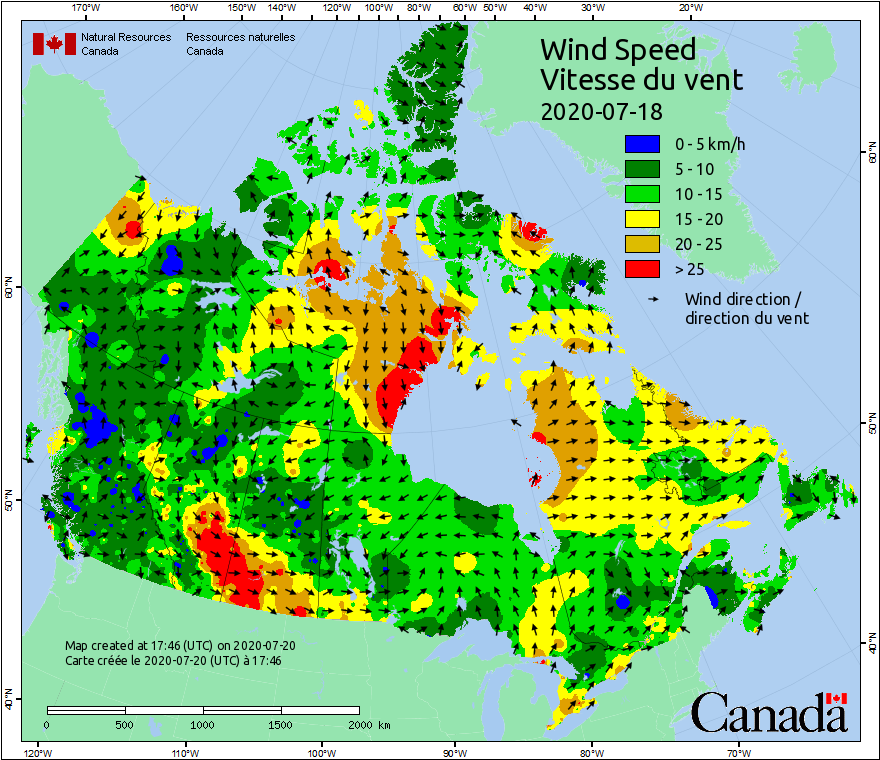 170°W 160°W 150°W 140°W 130°W 120°W 110°W 100°W 90°W 80°W 70°W 60°W 50°W 40°W 30°W 20°W
Natural Resources Ressources naturelles
Canada Canada
Wind Speed
Vitesse du vent
2020-07-18
0 - 5 km/h
5 - 10
10 - 15
15 - 20
20 - 25
> 25
Wind direction /
direction du vent
60°N
60°N
50°N
50°N
40°N
40°N
Map created at 17:46 (UTC) on 2020-07-20
Carte créée le 2020-07-20 (UTC) à 17:46
0 500 1000 1500 2000 km
Canada
120°W 110°W 100°W 90°W 80°W 70°W